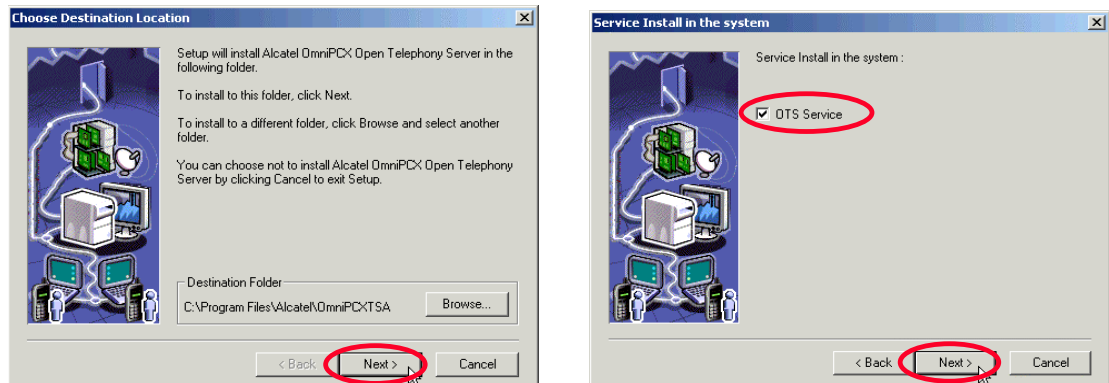 Choose Destination Location
Setup will install Alcatel OmniPCX Open Telephony Server in the
following folder.
To install to this folder, click Next.
To install to a different folder, click Browse and select another
folder.
You can choose not to install Alcatel OmniPCX Open Telephony
Server by clicking Cancel to exit Setup.
Destination Folder
C:\Program Files\Alcatel\OmniPCXTSA
Browse...
< Back
Next >
Cancel
Service Install in the system
Service Install in the system :
OTS Service
< Back
Next >
Cancel